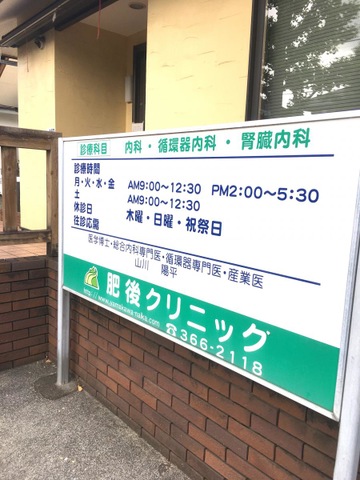 診療科目 内科・循環器内科・腎臓内科
診療時間
月・火・水・金 AM9:00～12:30 PM2:00～5:30
土 AM9:00～12:30
休診日 木曜・日曜・祝祭日
往診応需
医学博士・総合内科専門医・循環器専門医・産業医
山川 陽平
肥後クリニック
☎366-2118